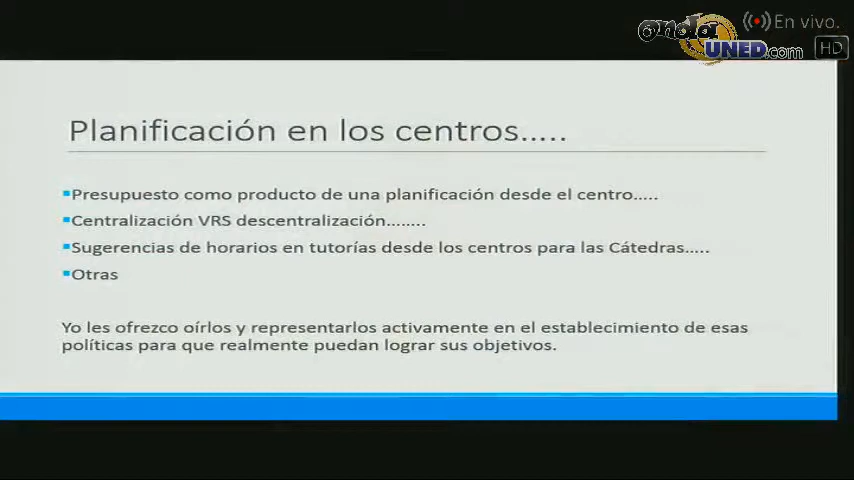 onda
UNED.com
En vivo.
HD
Planificación en los centros.....
Presupuesto como producto de una planificación desde el centro.....
Centralización VRS descentralización........
Sugerencias de horarios en tutorías desde los centros para las Cátedras.....
Otras
Yo les ofrezco oírlos y representarlos activamente en el establecimiento de esas
políticas para que realmente puedan lograr sus objetivos.